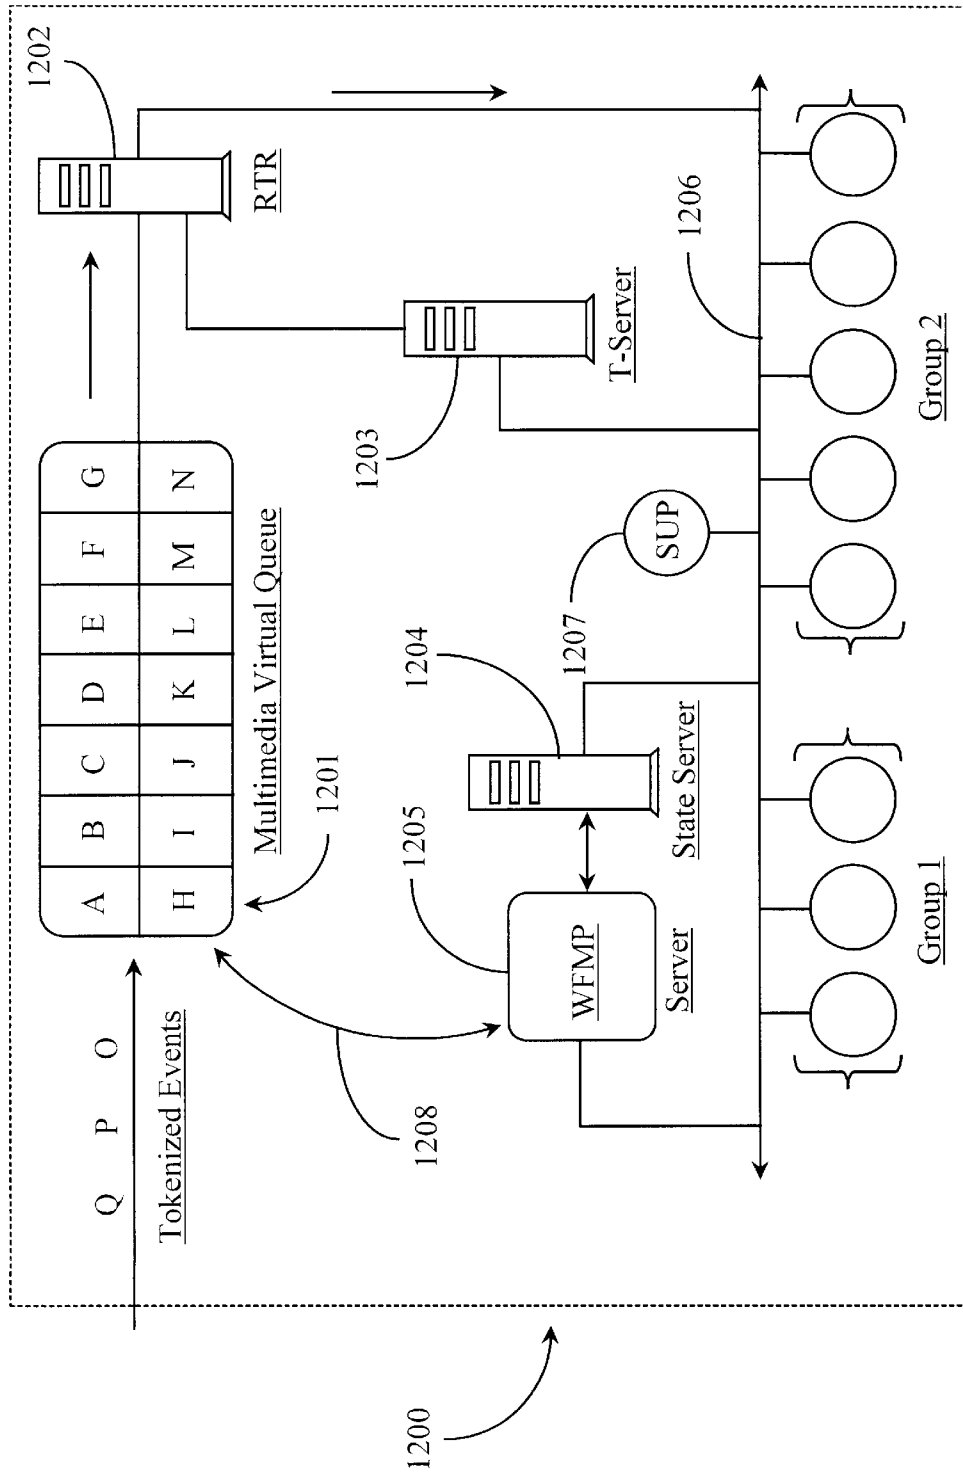 1202
A B C D E F G
H I J K L M N
Multimedia Virtual Queue
1201
Q P O
Tokenized Events
RTR
1203
T-Server
1208
1205
1204
1207
1206
WFMP
Server
State Server
SUP
Group 1
Group 2
1200